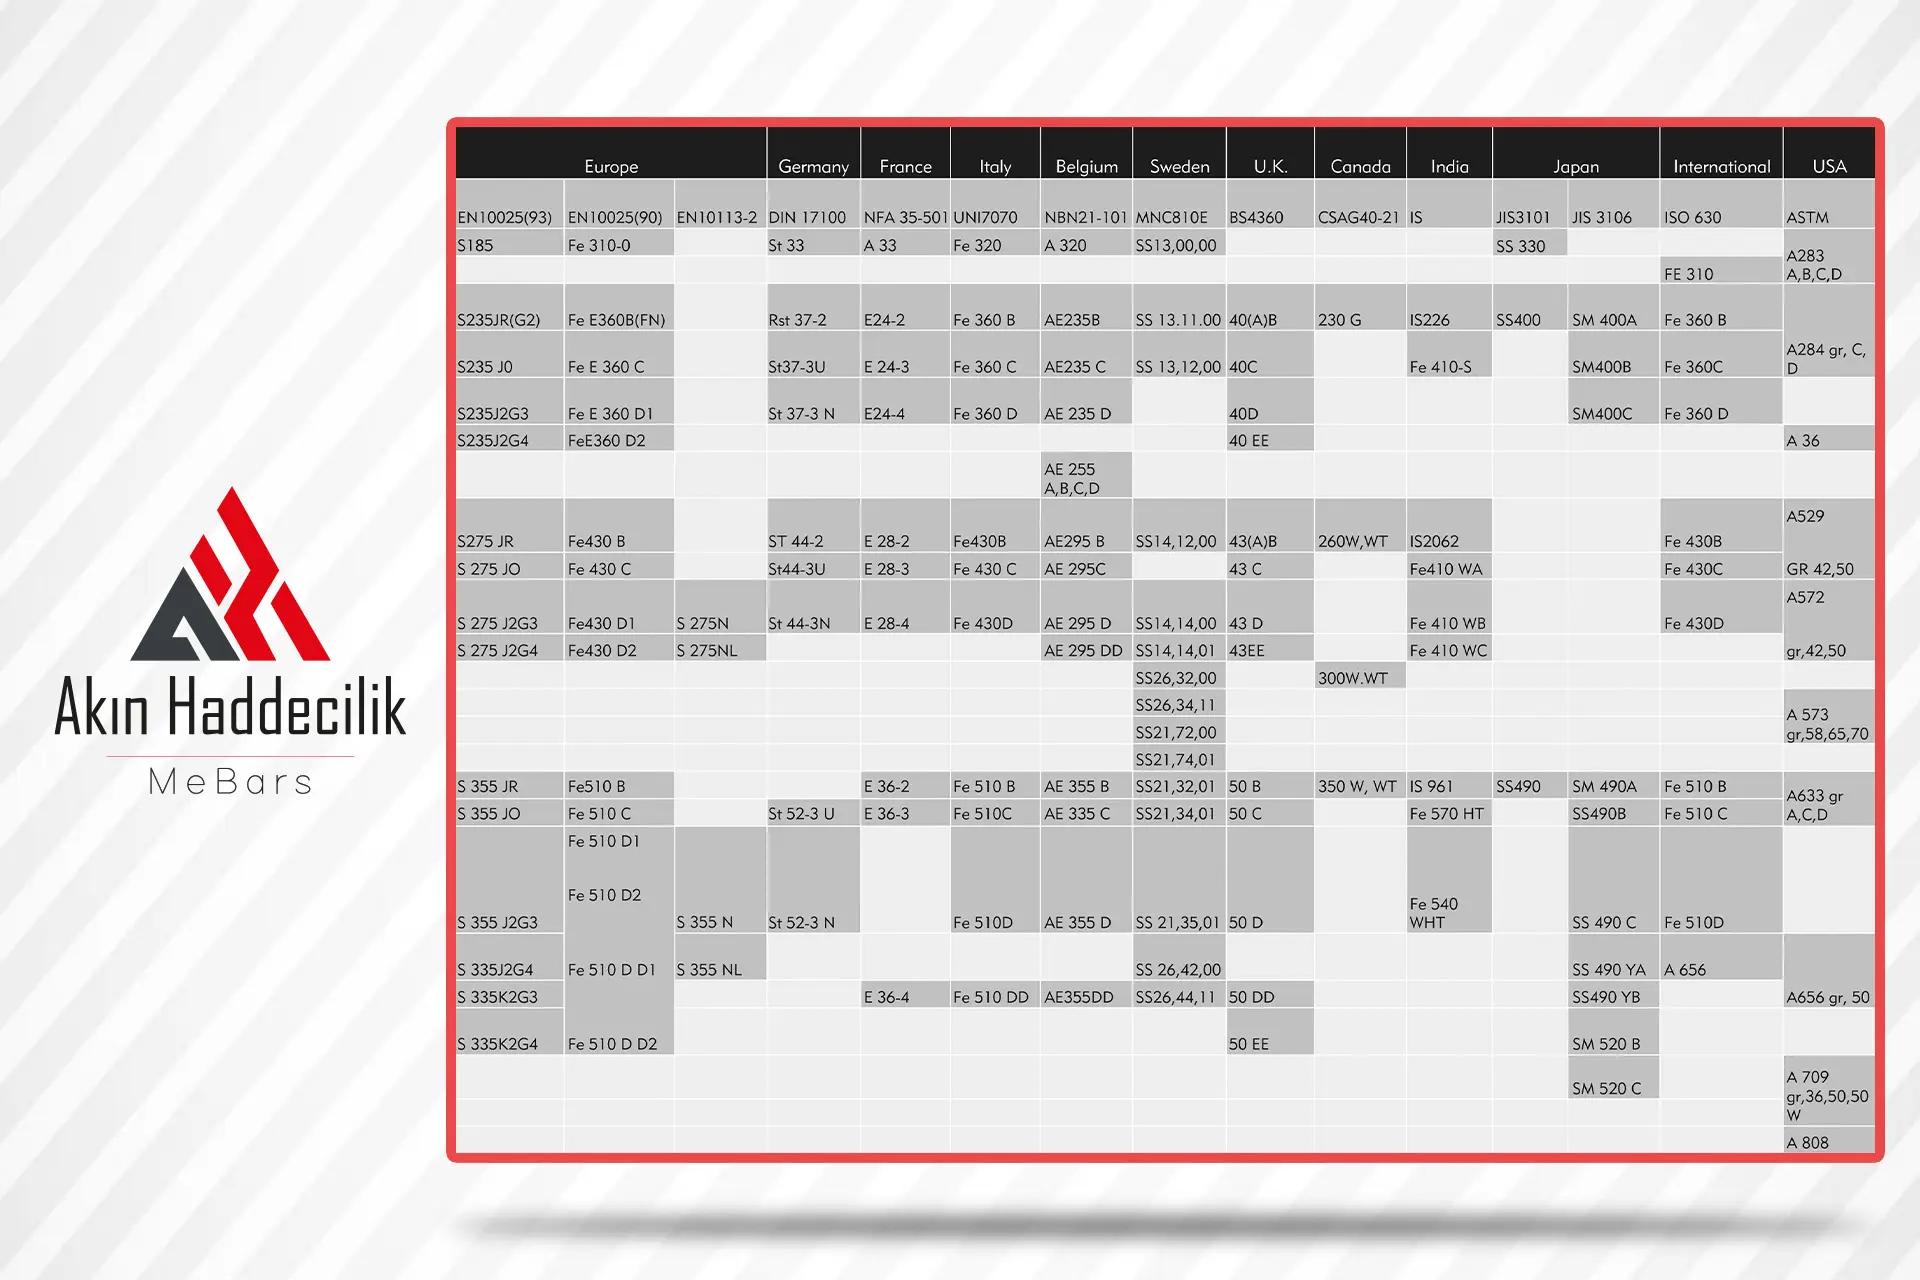 Akın Haddecilik
MeBars
Europe Germany France Italy Belgium Sweden U.K. Canada India Japan International USA
EN10025(93) EN10025(90) EN10113-2 DIN 17100 NFA 35-501 UNI7070 NBN21-101 MNC810E BS4360 CSAG40-21 IS JIS3101 JIS 3106 ISO 630 ASTM
S185 Fe 310-0 St 33 A 33 Fe 320 A 320 SS13,00,00 SS 330
A283
FE 310 A,B,C,D
S235JR(G2) Fe E360B(FN) Rst 37-2 E24-2 Fe 360 B AE235B SS 13.11.00 40(A)B 230 G IS226 SS400 SM 400A Fe 360 B
A284 gr, C,
S235 J0 Fe E 360 C St37-3U E 24-3 Fe 360 C AE235 C SS 13,12,00 40C Fe 410-S SM400B Fe 360C D
S235J2G3 Fe E 360 D1 St 37-3 N E24-4 Fe 360 D AE 235 D 40D SM400C Fe 360 D
S235J2G4 FeE360 D2 40 EE A 36
AE 255
A,B,C,D
A529
S275 JR Fe430 B ST 44-2 E 28-2 Fe430B AE295 B SS14,12,00 43(A)B 260W,WT IS2062 Fe 430B
S 275 JO Fe 430 C St44-3U E 28-3 Fe 430 C AE 295C 43 C Fe410 WA Fe 430C GR 42,50
A572
S 275 J2G3 Fe430 D1 S 275N St 44-3N E 28-4 Fe 430D AE 295 D SS14,14,00 43 D Fe 410 WB Fe 430D
S 275 J2G4 Fe430 D2 S 275NL AE 295 DD SS14,14,01 43EE Fe 410 WC gr,42,50
SS26,32,00 300W.WT
SS26,34,11
A 573
SS21,72,00 gr,58,65,70
SS21,74,01
S 355 JR Fe510 B E 36-2 Fe 510 B AE 355 B SS21,32,01 50 B 350 W, WT IS 961 SS490 SM 490A Fe 510 B
A633 gr
S 355 JO Fe 510 C St 52-3 U E 36-3 Fe 510C AE 335 C SS21,34,01 50 C Fe 570 HT SS490B Fe 510 C A,C,D
Fe 510 D1
Fe 510 D2
Fe 540
S 355 J2G3 S 355 N St 52-3 N Fe 510D AE 355 D SS 21,35,01 50 D WHT SS 490 C Fe 510D
S 335J2G4 Fe 510 D D1 S 355 NL SS 26,42,00 SS 490 YA A 656
S 335K2G3 E 36-4 Fe 510 DD AE355DD SS26,44,11 50 DD SS490 YB A656 gr, 50
S 335K2G4 Fe 510 D D2 50 EE SM 520 B
A 709
SM 520 C gr,36,50,50
W
A 808